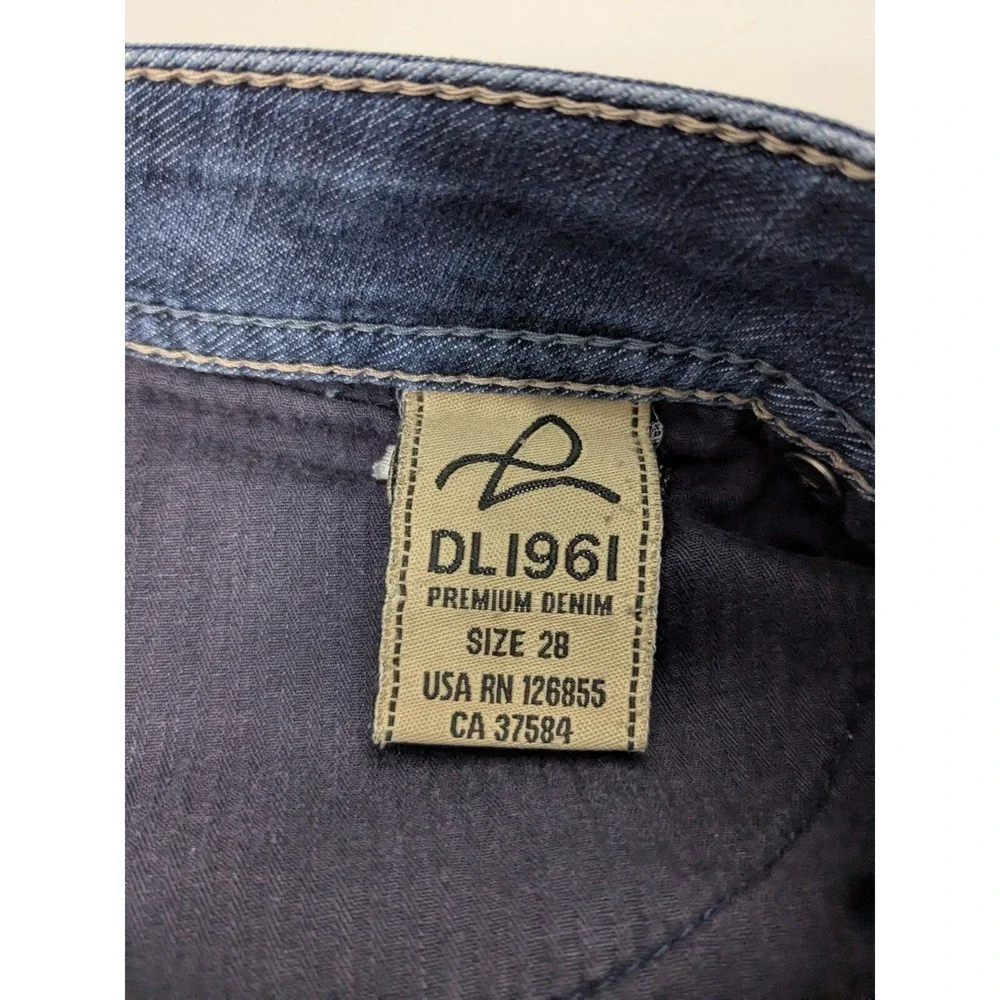 DL1961
PREMIUM DENIM
SIZE 28
USA RN 126855
CA 37584